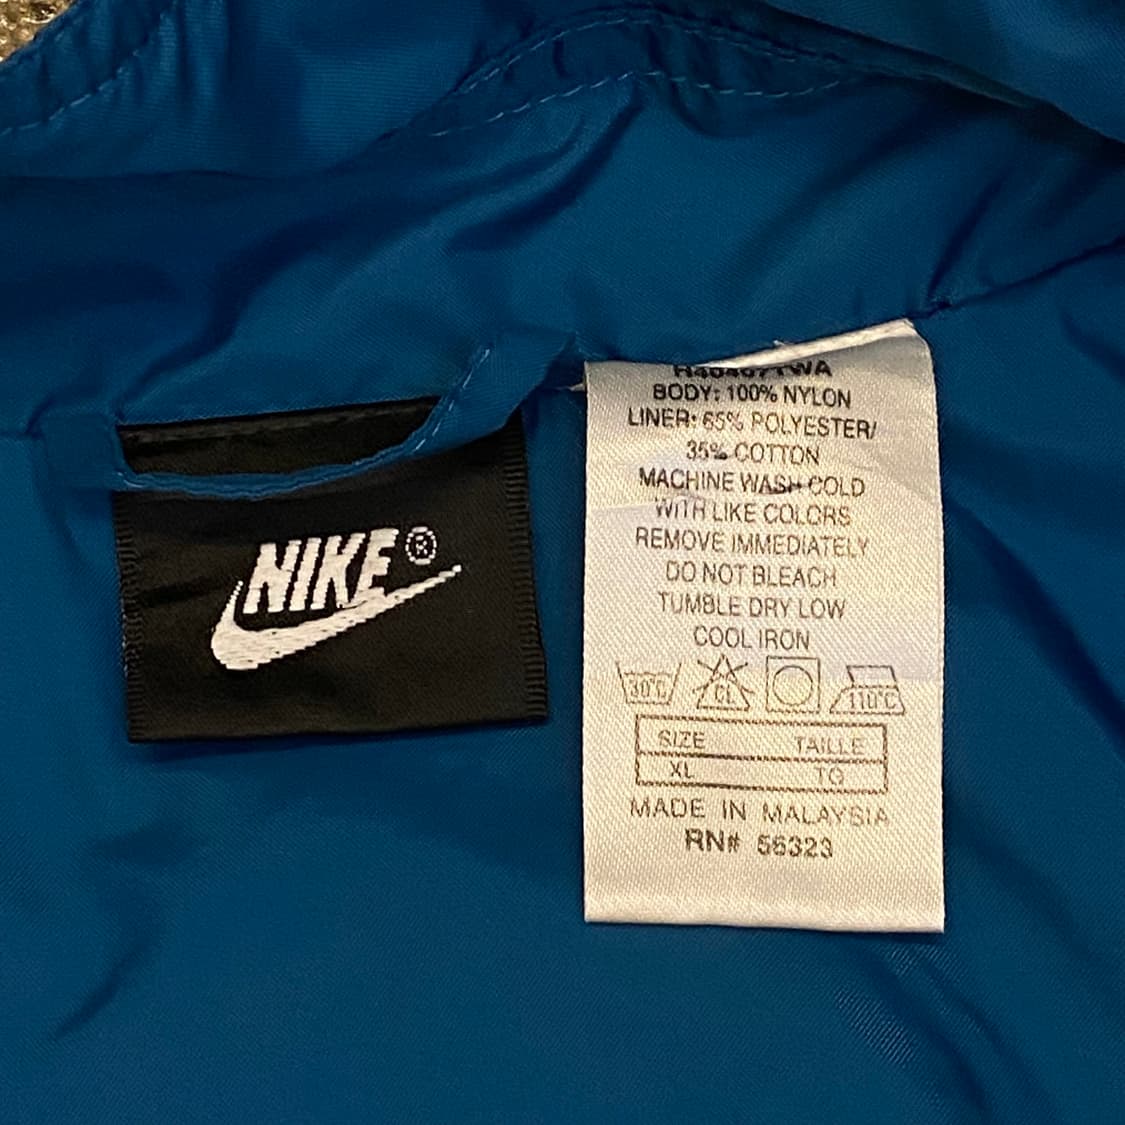 NIKE®
BODY: 100% NYLON
LINER: 65% POLYESTER/
35% COTTON
MACHINE WASH COLD
WITH LIKE COLORS
REMOVE IMMEDIATELY
DO NOT BLEACH
TUMBLE DRY LOW
COOL IRON
30°C CL 110°C
SIZE TAILLE
XL TG
MADE IN MALAYSIA
RN# 56323